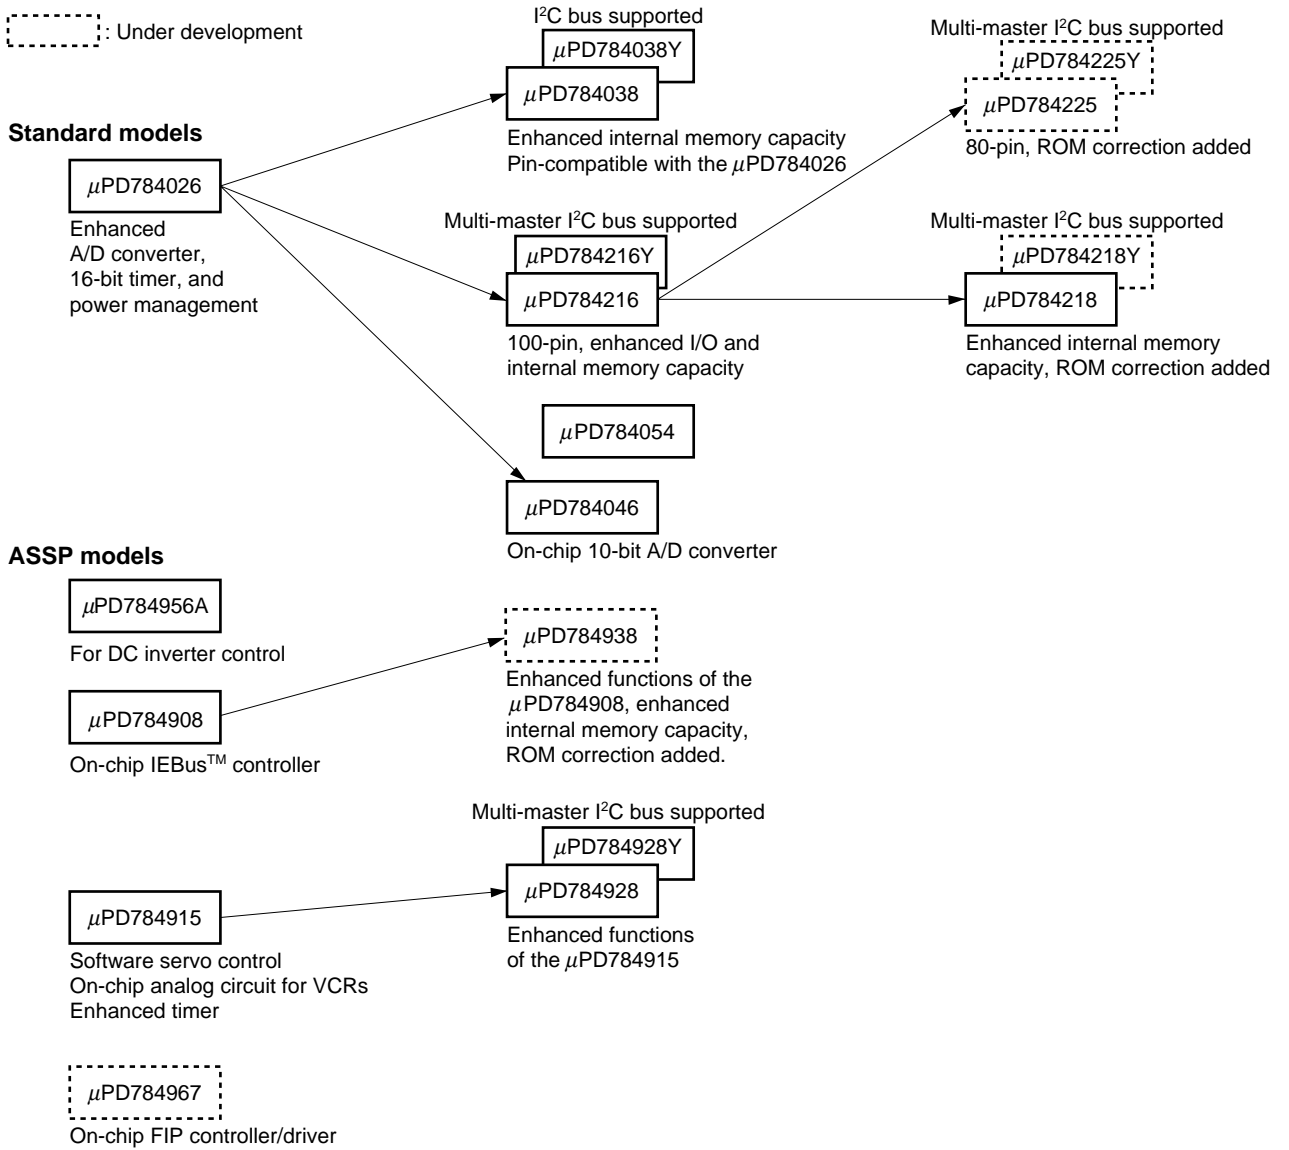 : Under development
I²C bus supported
μPD784038Y
μPD784038
Enhanced internal memory capacity
Pin-compatible with the μPD784026
Multi-master I²C bus supported
μPD784225Y
μPD784225
80-pin, ROM correction added
Standard models
μPD784026
Enhanced
A/D converter,
16-bit timer, and
power management
Multi-master I²C bus supported
μPD784216Y
μPD784216
100-pin, enhanced I/O and
internal memory capacity
Multi-master I²C bus supported
μPD784218Y
μPD784218
Enhanced internal memory
capacity, ROM correction added
μPD784054
μPD784046
On-chip 10-bit A/D converter
ASSP models
μPD784956A
For DC inverter control
μPD784908
On-chip IEBus™ controller
μPD784938
Enhanced functions of the
μPD784908, enhanced
internal memory capacity,
ROM correction added.
Multi-master I²C bus supported
μPD784928Y
μPD784928
Enhanced functions
of the μPD784915
μPD784915
Software servo control
On-chip analog circuit for VCRs
Enhanced timer
μPD784967
On-chip FIP controller/driver